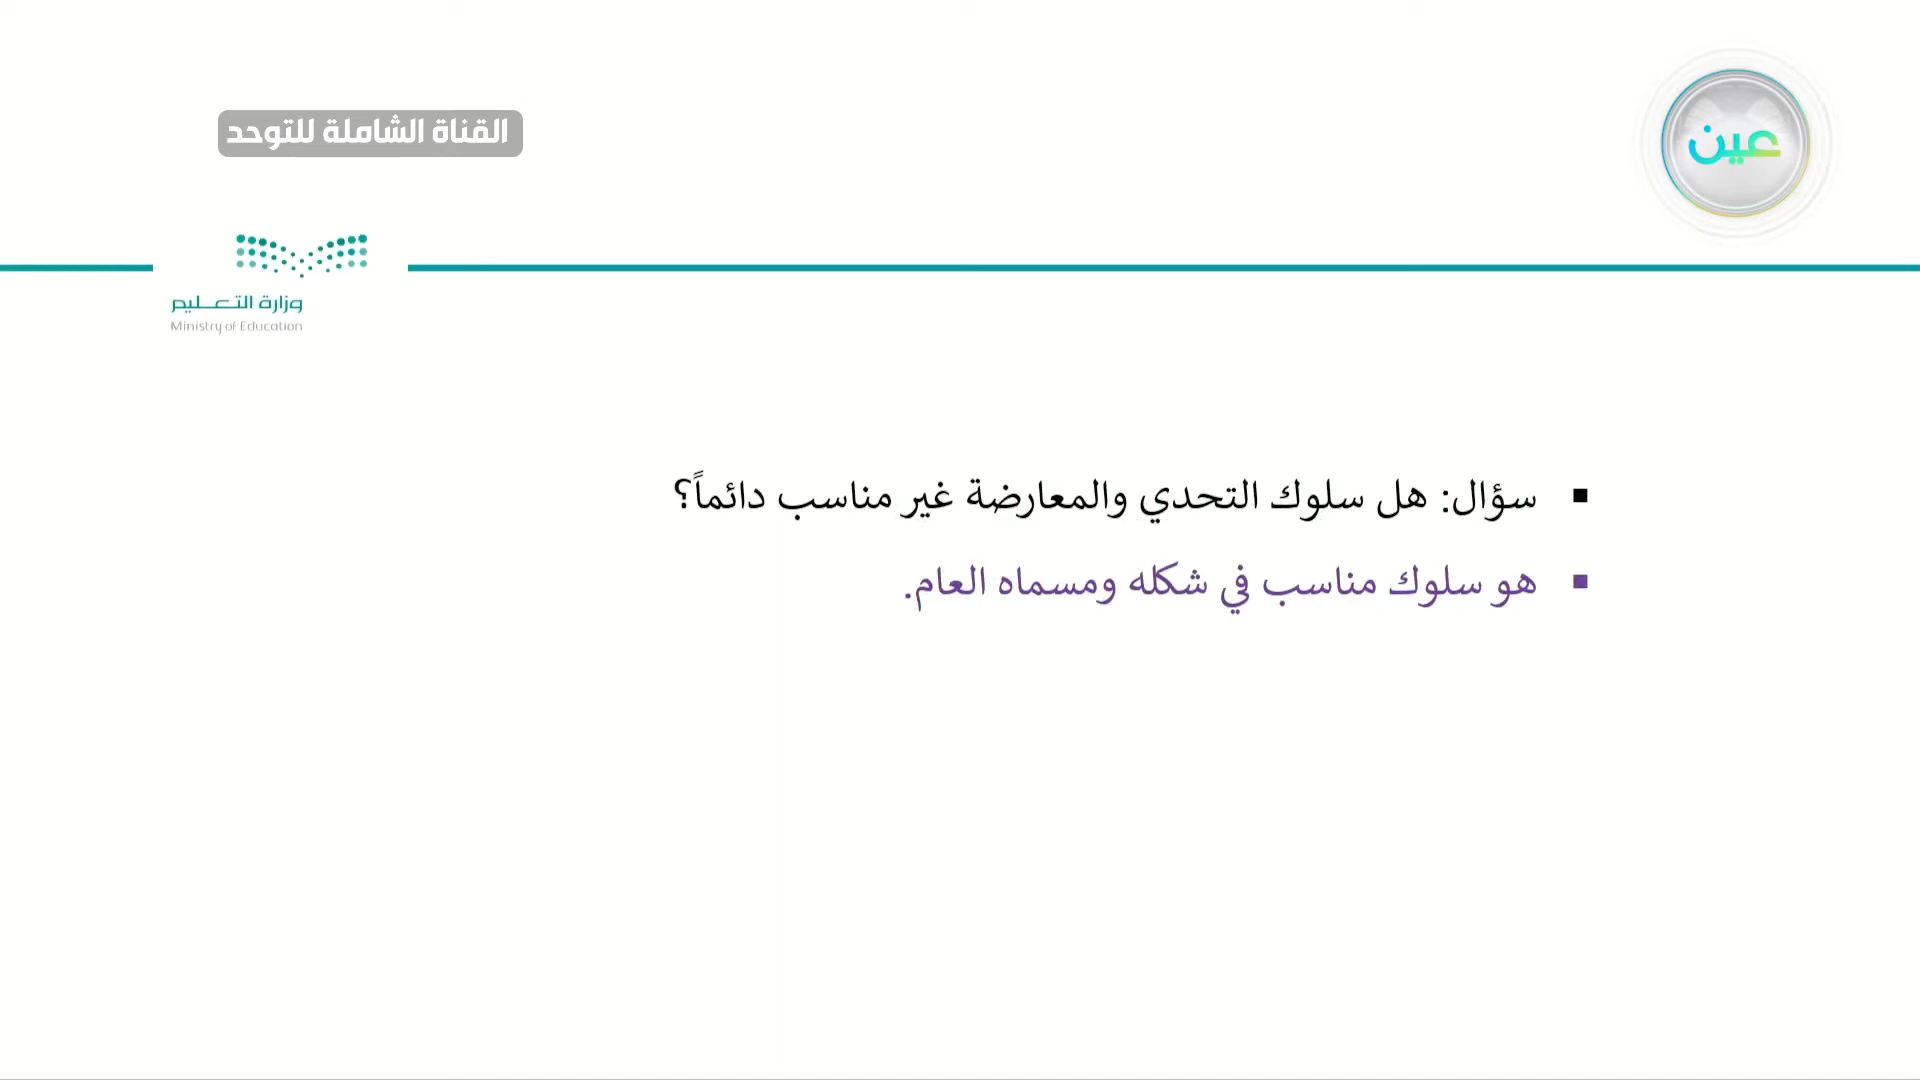 القناة الشاملة للتوحد
عين
وزارة التعليم
Ministry of Education
سؤال: هل سلوك التحدي والمعارضة غير مناسب دائماً؟
هو سلوك مناسب في شكله ومسماه العام.